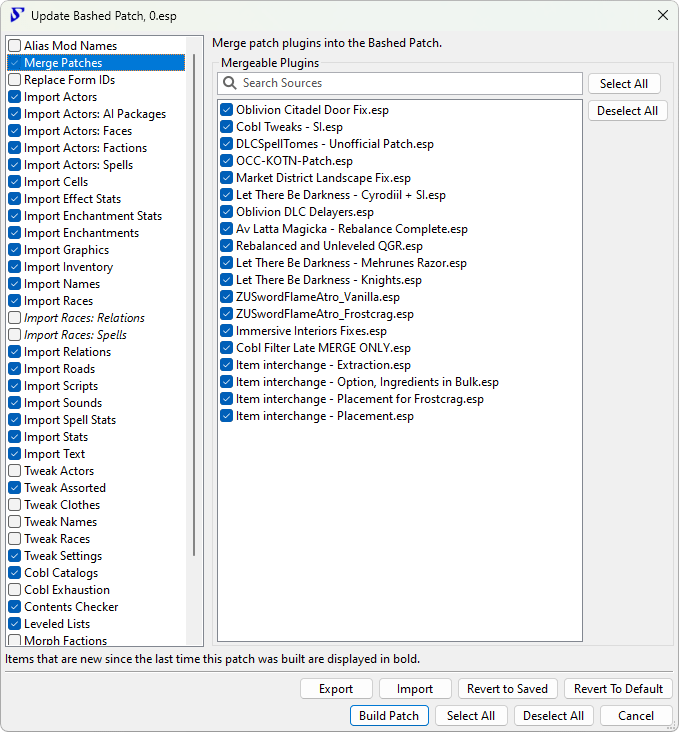 Update Bashed Patch, 0.esp
Alias Mod Names
Merge Patches
Replace Form IDs
Import Actors
Import Actors: AI Packages
Import Actors: Faces
Import Actors: Factions
Import Actors: Spells
Import Cells
Import Effect Stats
Import Enchantment Stats
Import Enchantments
Import Graphics
Import Inventory
Import Names
Import Races
Import Races: Relations
Import Races: Spells
Import Relations
Import Roads
Import Scripts
Import Sounds
Import Spell Stats
Import Stats
Import Text
Tweak Actors
Tweak Assorted
Tweak Clothes
Tweak Names
Tweak Races
Tweak Settings
Cobl Catalogs
Cobl Exhaustion
Contents Checker
Leveled Lists
Morph Factions
Merge patch plugins into the Bashed Patch.
Mergeable Plugins
Search Sources
Oblivion Citadel Door Fix.esp
Cobl Tweaks - SI.esp
DLCSpellTomes - Unofficial Patch.esp
OCC-KOTN-Patch.esp
Market District Landscape Fix.esp
Let There Be Darkness - Cyrodiil + SI.esp
Oblivion DLC Delayers.esp
Av Latta Magicka - Rebalance Complete.esp
Rebalanced and Unleveled QGR.esp
Let There Be Darkness - Mehrunes Razor.esp
Let There Be Darkness - Knights.esp
ZUSwordFlameAtro_Vanilla.esp
ZUSwordFlameAtro_Frostcrag.esp
Immersive Interiors Fixes.esp
Cobl Filter Late MERGE ONLY.esp
Item interchange - Extraction.esp
Item interchange - Option, Ingredients in Bulk.esp
Item interchange - Placement for Frostcrag.esp
Item interchange - Placement.esp
Select All
Deselect All
Items that are new since the last time this patch was built are displayed in bold.
Export
Import
Revert to Saved
Revert To Default
Build Patch
Select All
Deselect All
Cancel